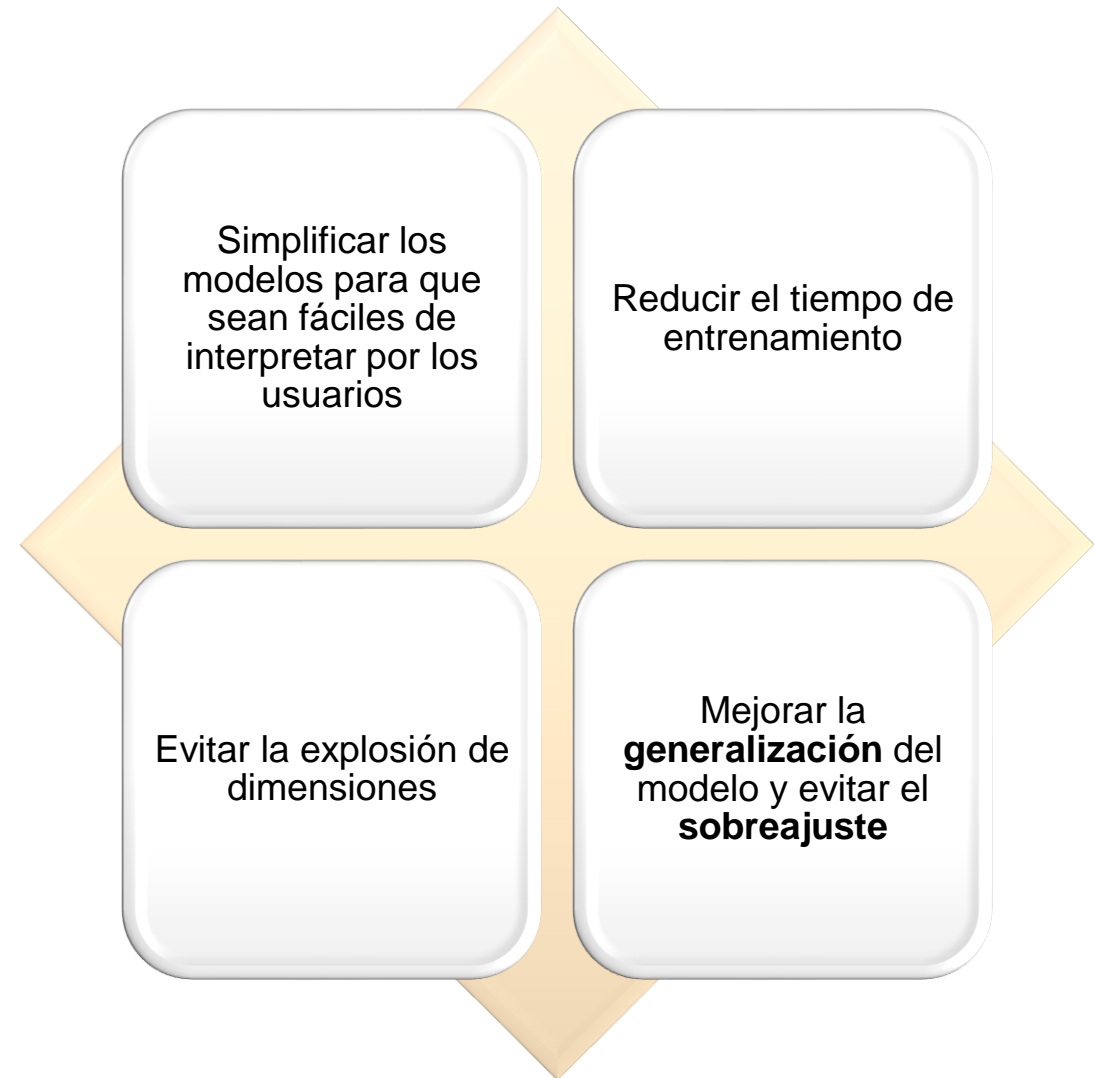 Simplificar los
modelos para que
sean fáciles de
interpretar por los
usuarios
Reducir el tiempo de
entrenamiento
Evitar la explosión de
dimensiones
Mejorar la
generalización del
modelo y evitar el
sobreajuste